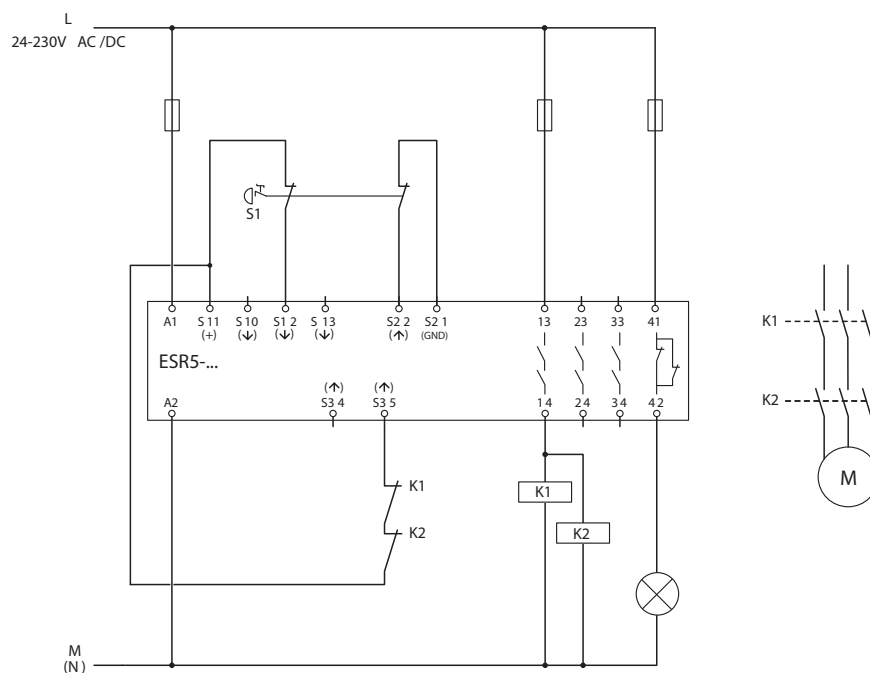 L
24-230V AC /DC
S1
A1 S 11 S 10 S1 2 S 13 S2 2 S2 1 13 23 33 41
(+) (↓) (↓) (↓) (↑) (GND)
ESR5-...
(↑) (↑)
A2 S3 4 S3 5 1 4 2 4 3 4 4 2
K1
K2
K1
K2
K1
K2
M
M
(N )